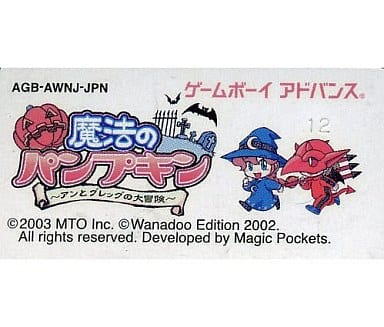 AGB-AWNJ-JPN
ゲームボーイ アドバンス®
12
魔法の
パンプキン
～アンとグレッグの大冒険～
©2003 MTO Inc. ©Wanadoo Edition 2002.
All rights reserved. Developed by Magic Pockets.